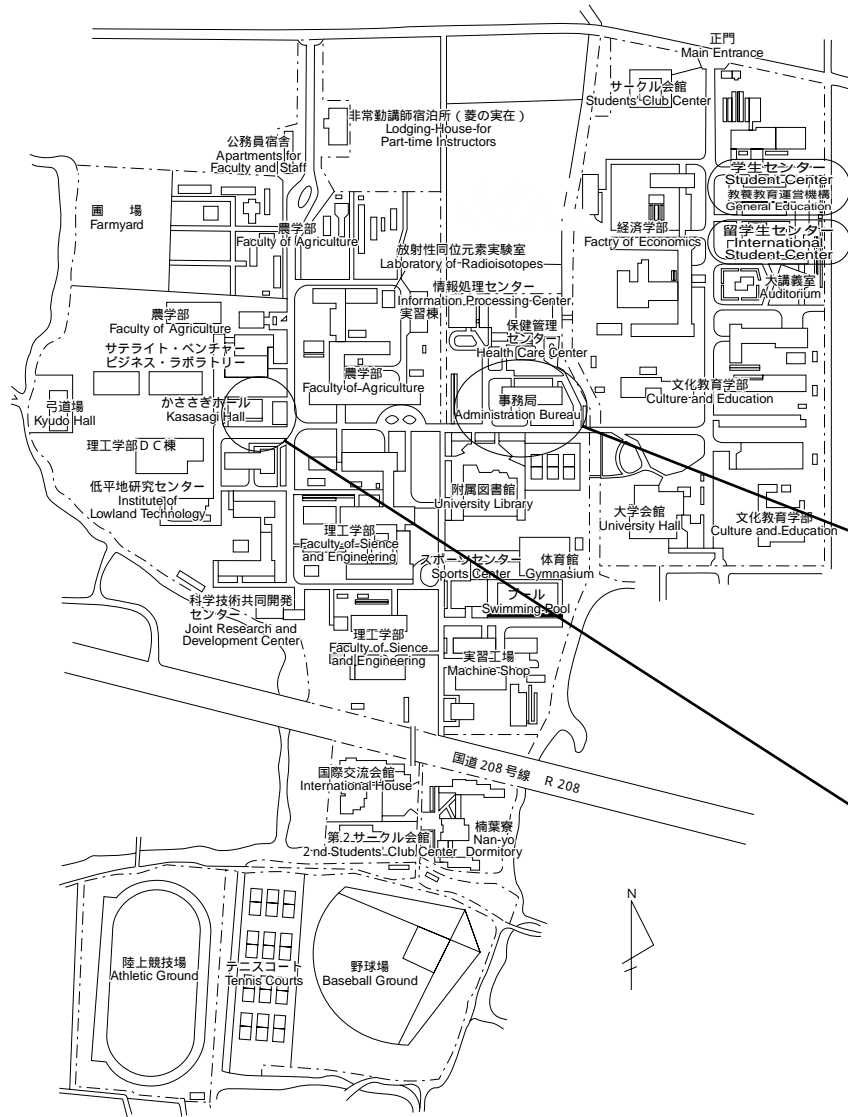 正門
Main Entrance
サークル会館
Students' Club Center
非常勤講師宿泊所（菱の実在）
Lodging-House-for
Part-time Instructors
公務員宿舎
Apartments for
Faculty and Staff
学生センター
Student Center
教養教育運営機構
General Education
圃　場
Farmyard
農学部
Faculty of Agriculture
経済学部
Factry of Economics
留学生センター
International
Student Center
放射性同位元素実験室
Laboratory of Radioisotopes
大講義室
Auditorium
情報処理センター
Information Processing Center
実習棟
農学部
Faculty of Agriculture
保健管理
センター
Health Care Center
サテライト・ベンチャー
ビジネス・ラボラトリー
農学部
Faculty of Agriculture
文化教育学部
Culture and Education
弓道場
Kyudo Hall
かささぎホール
Kasasagi Hall
事務局
Administration Bureau
理工学部DC棟
低平地研究センター
Institute of
Lowland Technology
附属図書館
University Library
大学会館
University Hall
文化教育学部
Culture and Education
理工学部
Faculty of Sience
and Engineering
スポーツセンター
Sports Center
体育館
Gymnasium
プール
Swimming-Pool
科学技術共同開発
センター
Joint Research and
Development Center
理工学部
Faculty of Sience
and Engineering
実習工場
Machine Shop
国道208号線 R 208
国際交流会館
International House
第2サークル会館
2nd Students' Club Center
楠葉寮
Nan-yo
Dormitory
N
陸上競技場
Athletic Ground
テニスコート
Tennis Courts
野球場
Baseball Ground